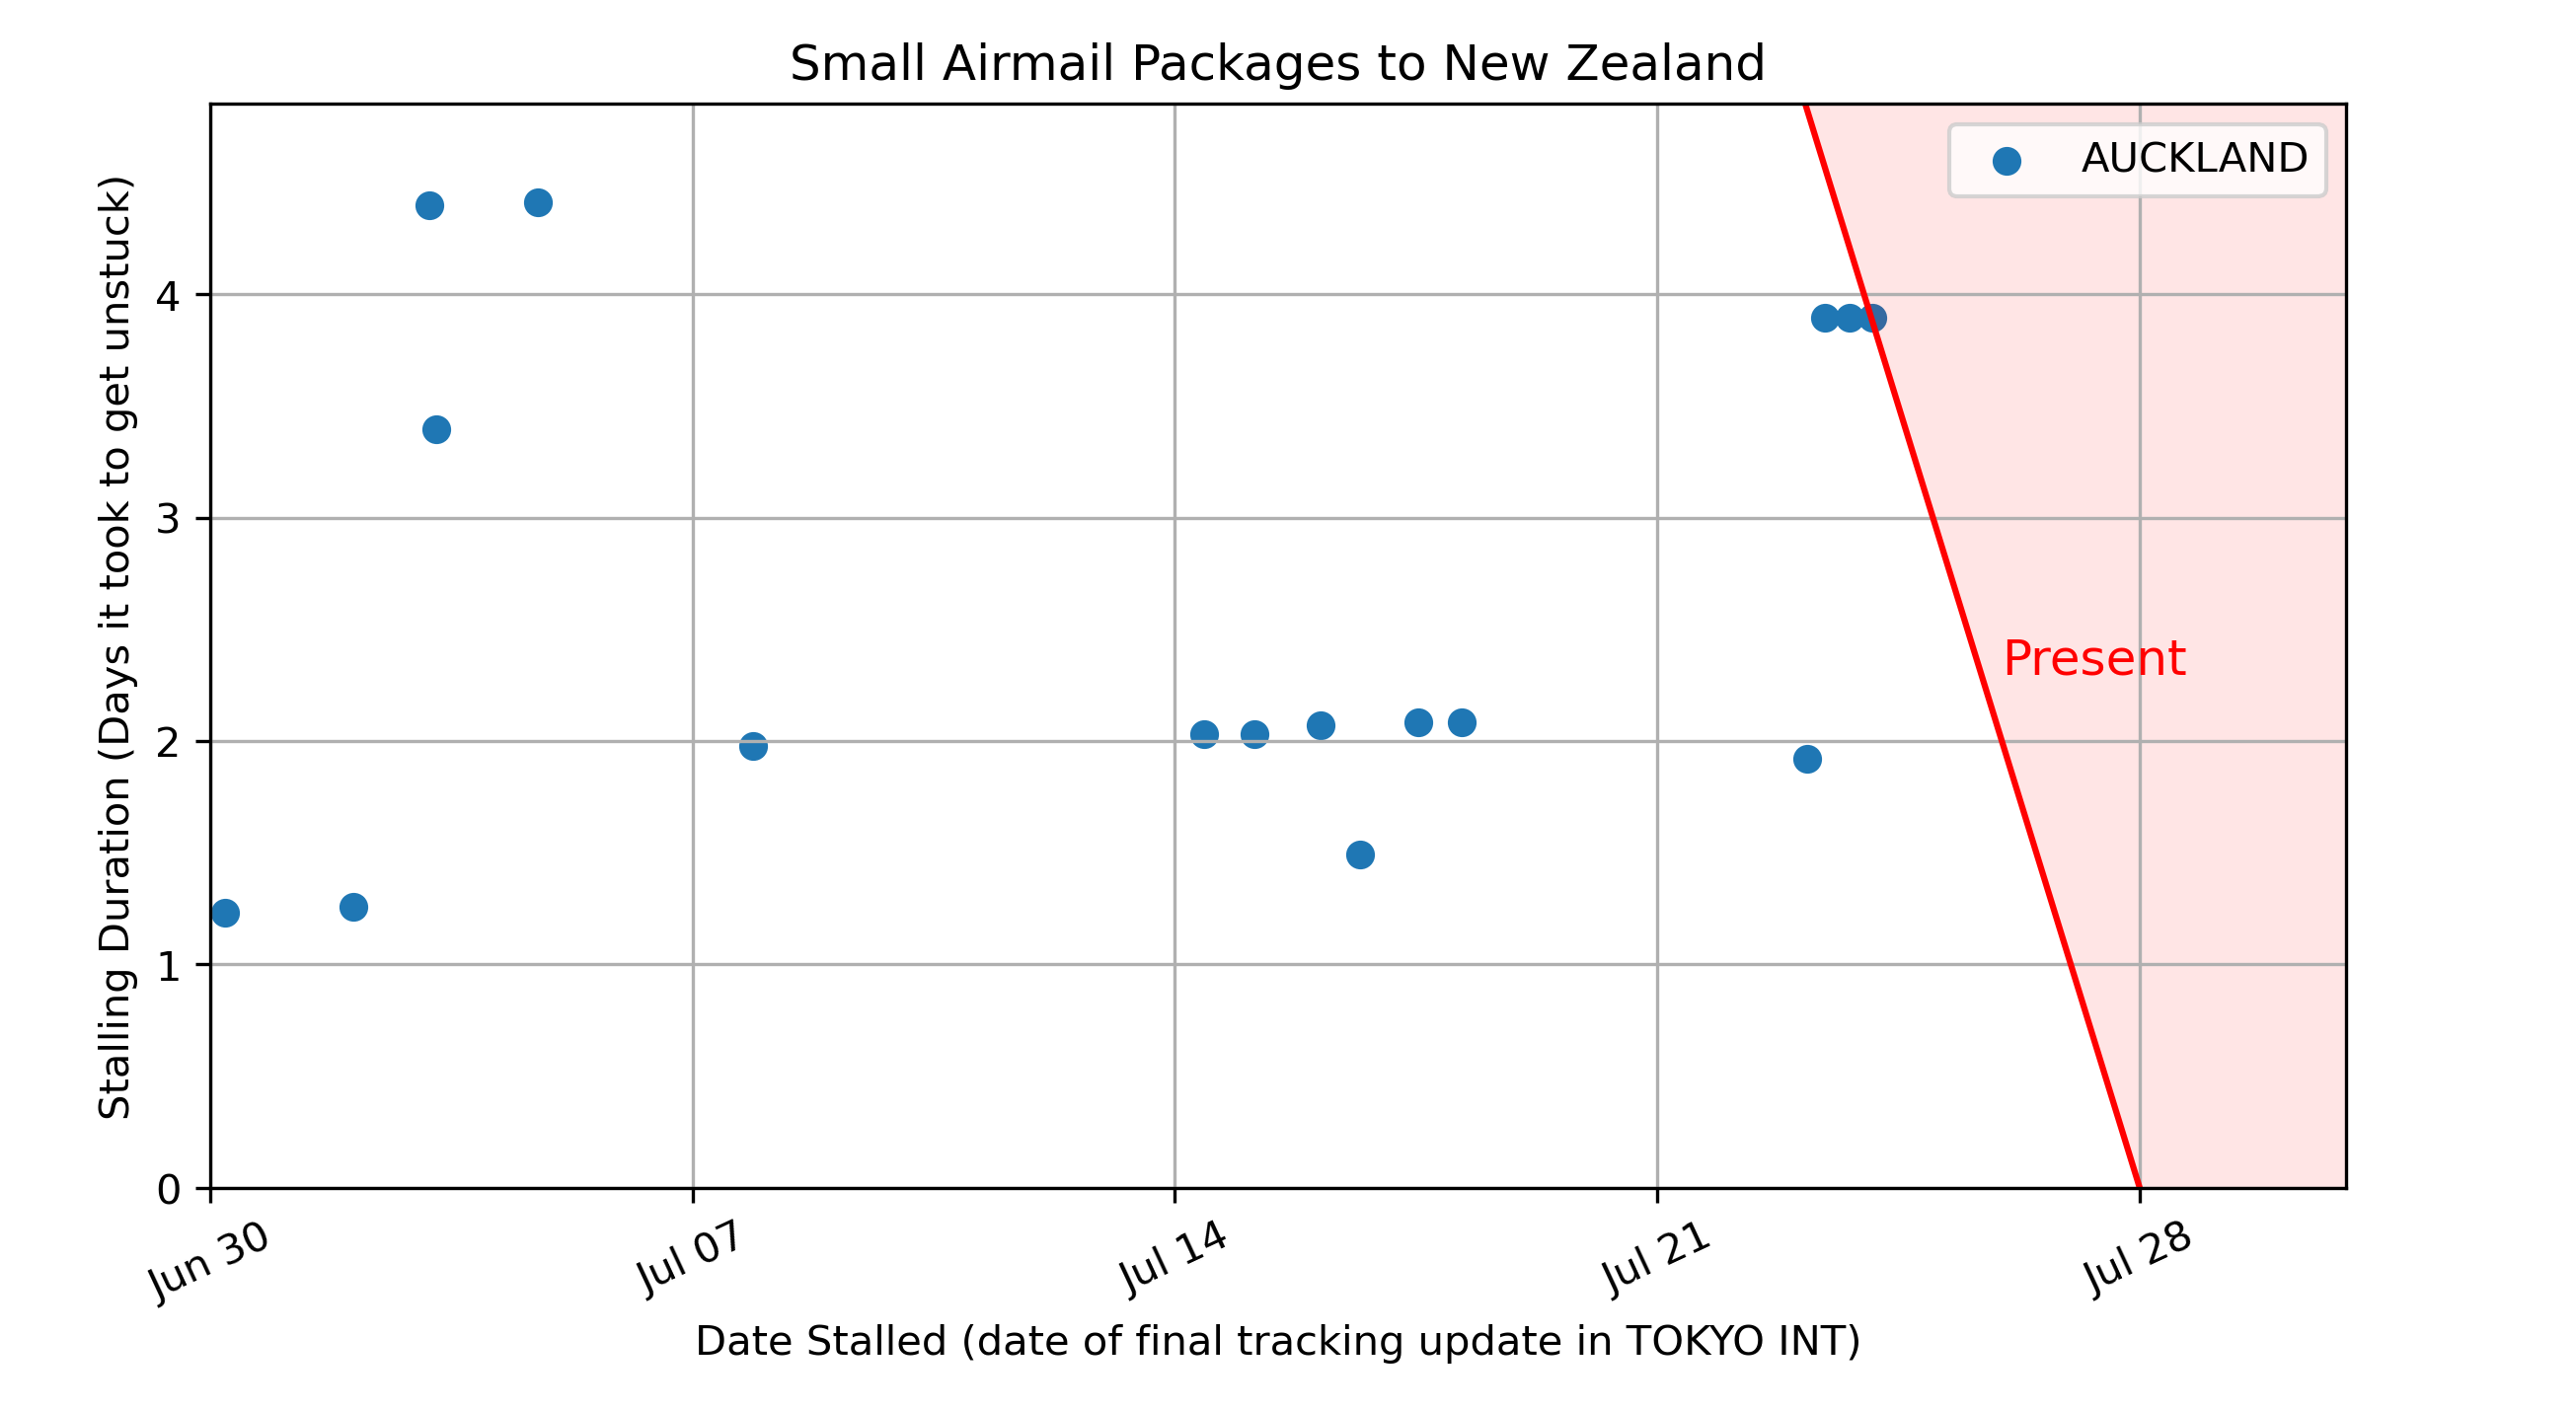 Small Airmail Packages to New Zealand
AUCKLAND
Stalling Duration (Days it took to get unstuck)
4
3
2
1
0
Present
Jun 30
Jul 07
Jul 14
Jul 21
Jul 28
Date Stalled (date of final tracking update in TOKYO INT)